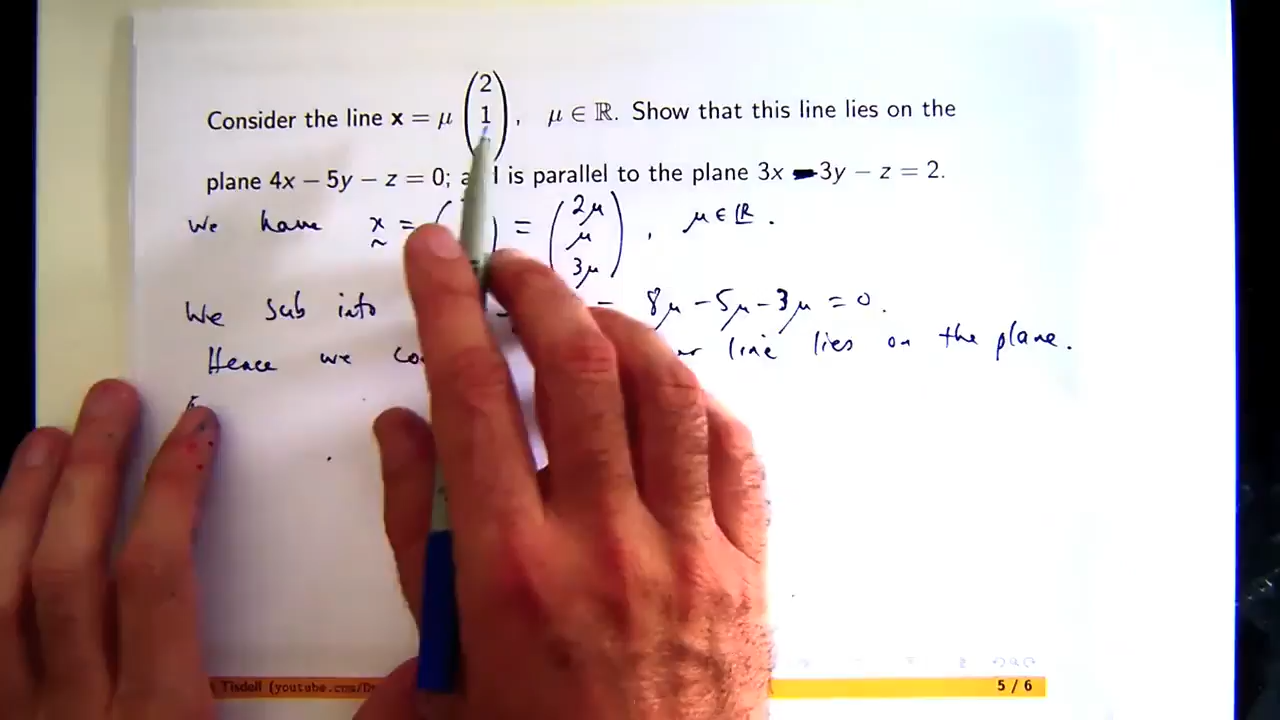 Consider the line x = μ (2 1 , μ ∈ ℝ. Show that this line lies on the
plane 4x − 5y − z = 0; is parallel to the plane 3x − 3y − z = 2.
We have x = = (2μ μ 3μ) , μ ∈ ℝ.
We sub into = 8μ − 5μ − 3μ = 0.
Hence we line lies on the plane.
Tisdell (youtube.com/Dr
5 / 6